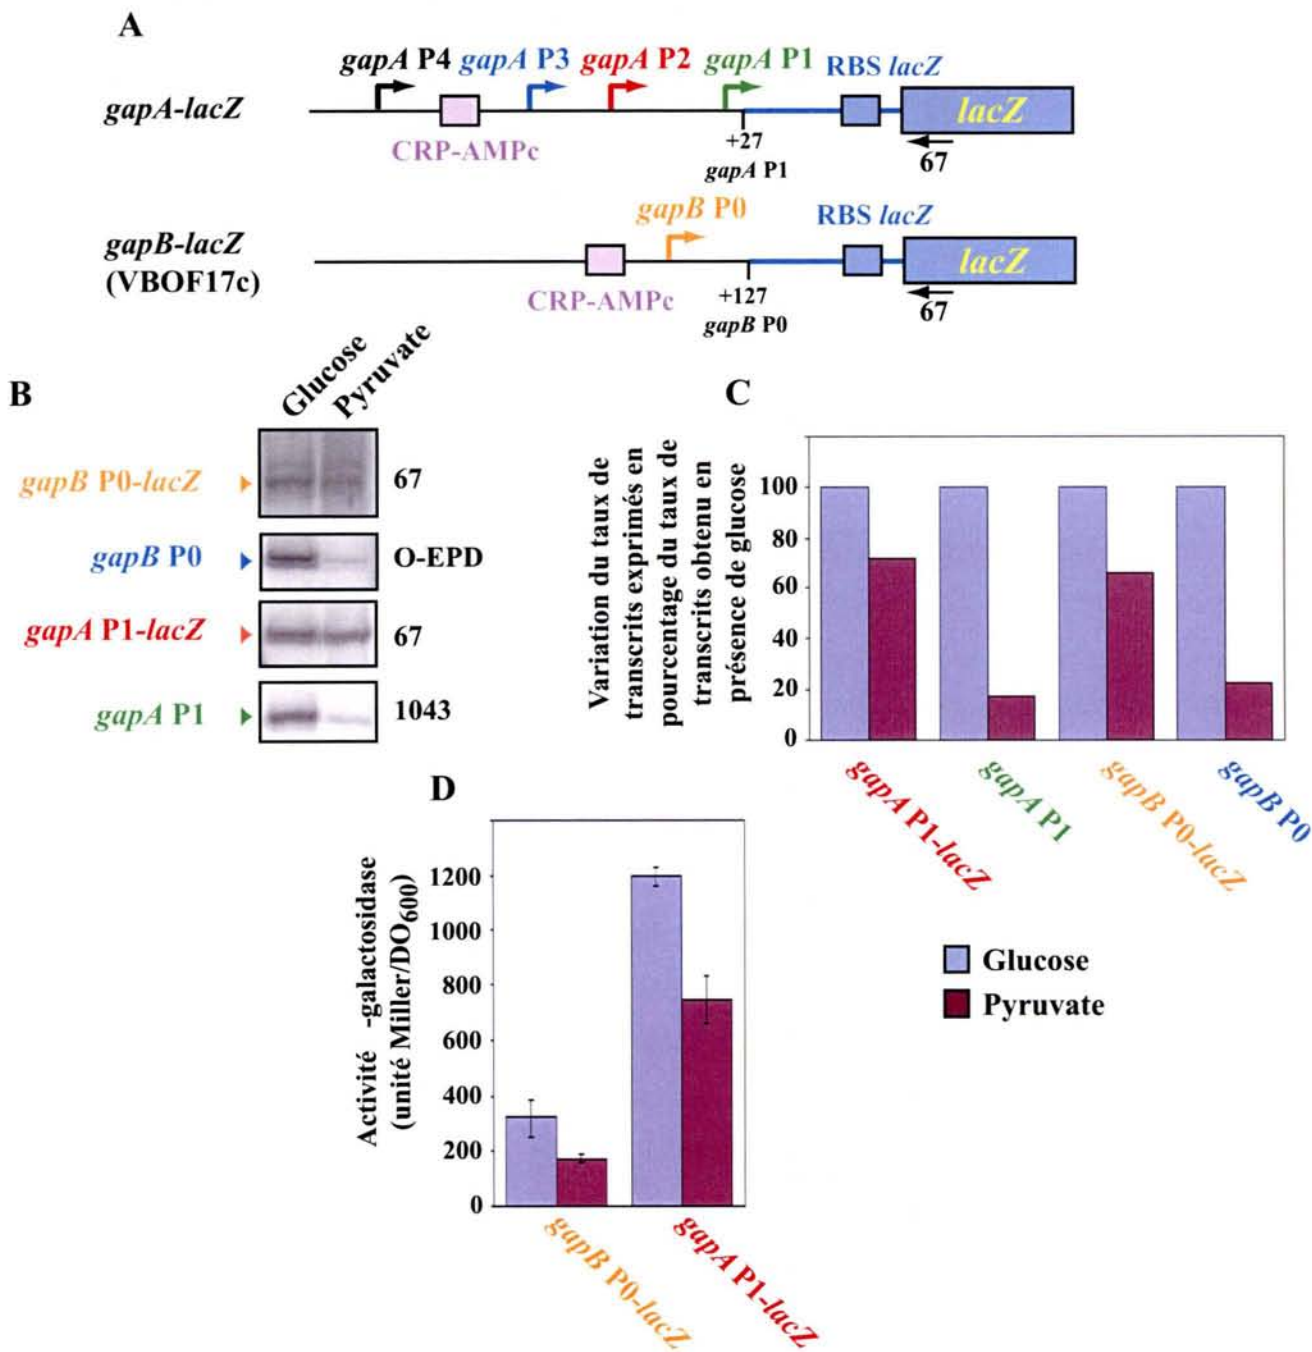 A
gapA P4 gapA P3 gapA P2 gapA P1 RBS lacZ
gapA-lacZ
lacZ
CRP-AMPc
+27
gapA P1
67
gapB P0
RBS lacZ
gapB-lacZ
(VBOF17c)
lacZ
CRP-AMPc
+127
gapB P0
67
B
Glucose
Pyruvate
gapB P0-lacZ
67
gapB P0
O-EPD
gapA P1-lacZ
67
gapA P1
1043
C
Variation du taux de
transcrits exprimés en
pourcentage du taux de
transcrits obtenu en
présence de glucose
100
80
60
40
20
0
gapA P1-lacZ
gapA P1
gapB P0-lacZ
gapB P0
D
Activité -galactosidase
(unité Miller/DO600)
1200
1000
800
600
400
200
0
gapB P0-lacZ
gapA P1-lacZ
Glucose
Pyruvate